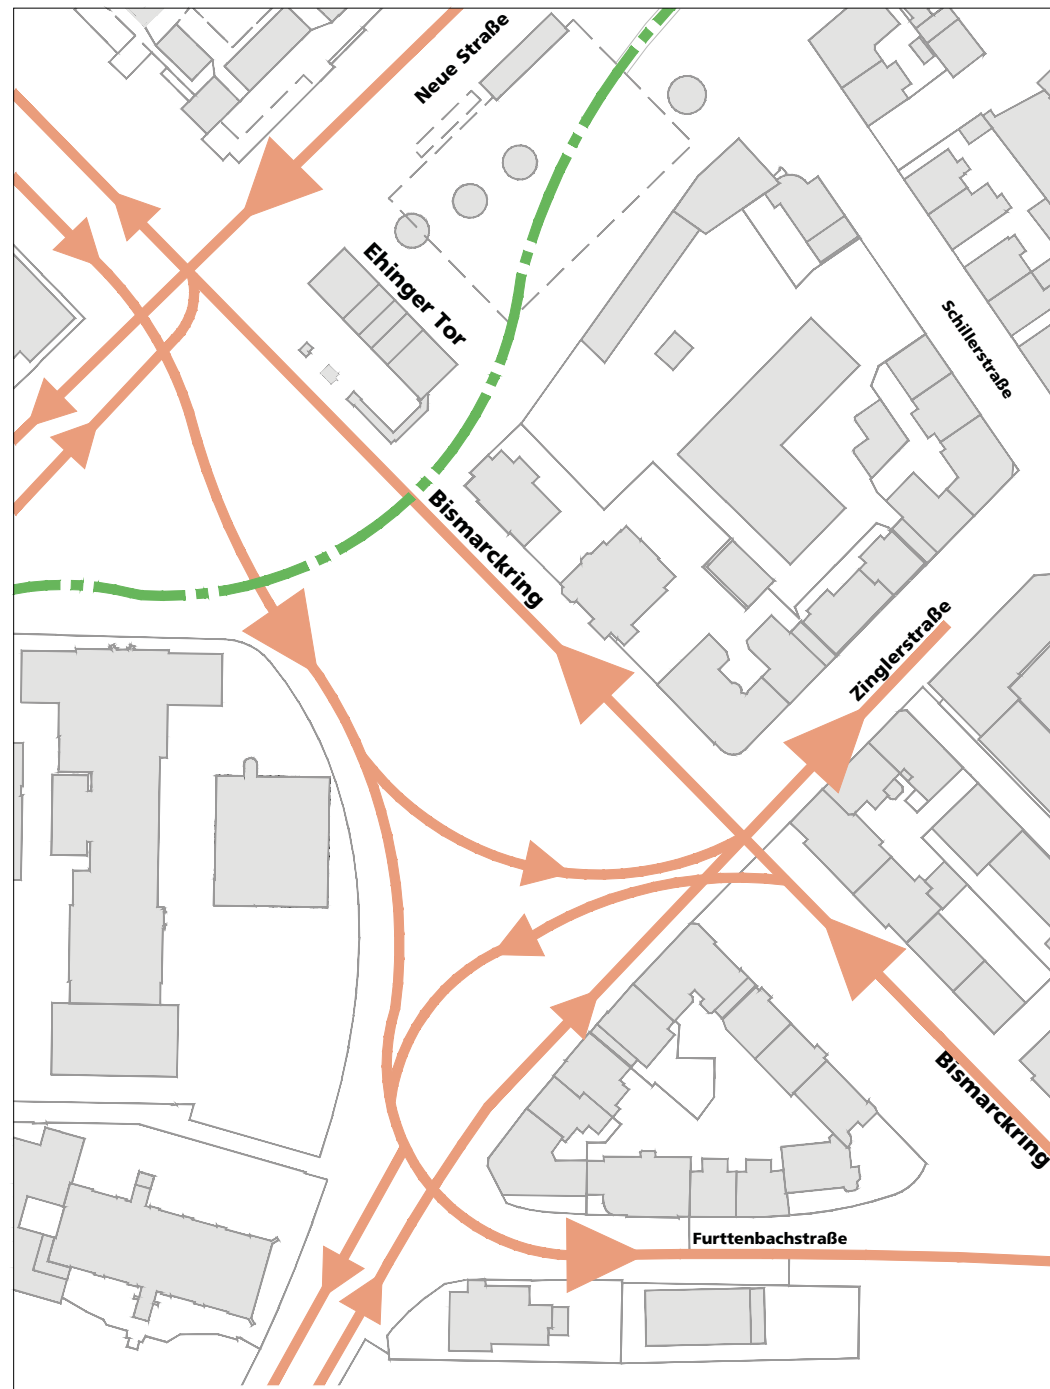 Neue Straße
Ehinger Tor
Schillerstraße
Bismarckring
Zinglerstraße
Bismarckring
Furttenbachstraße